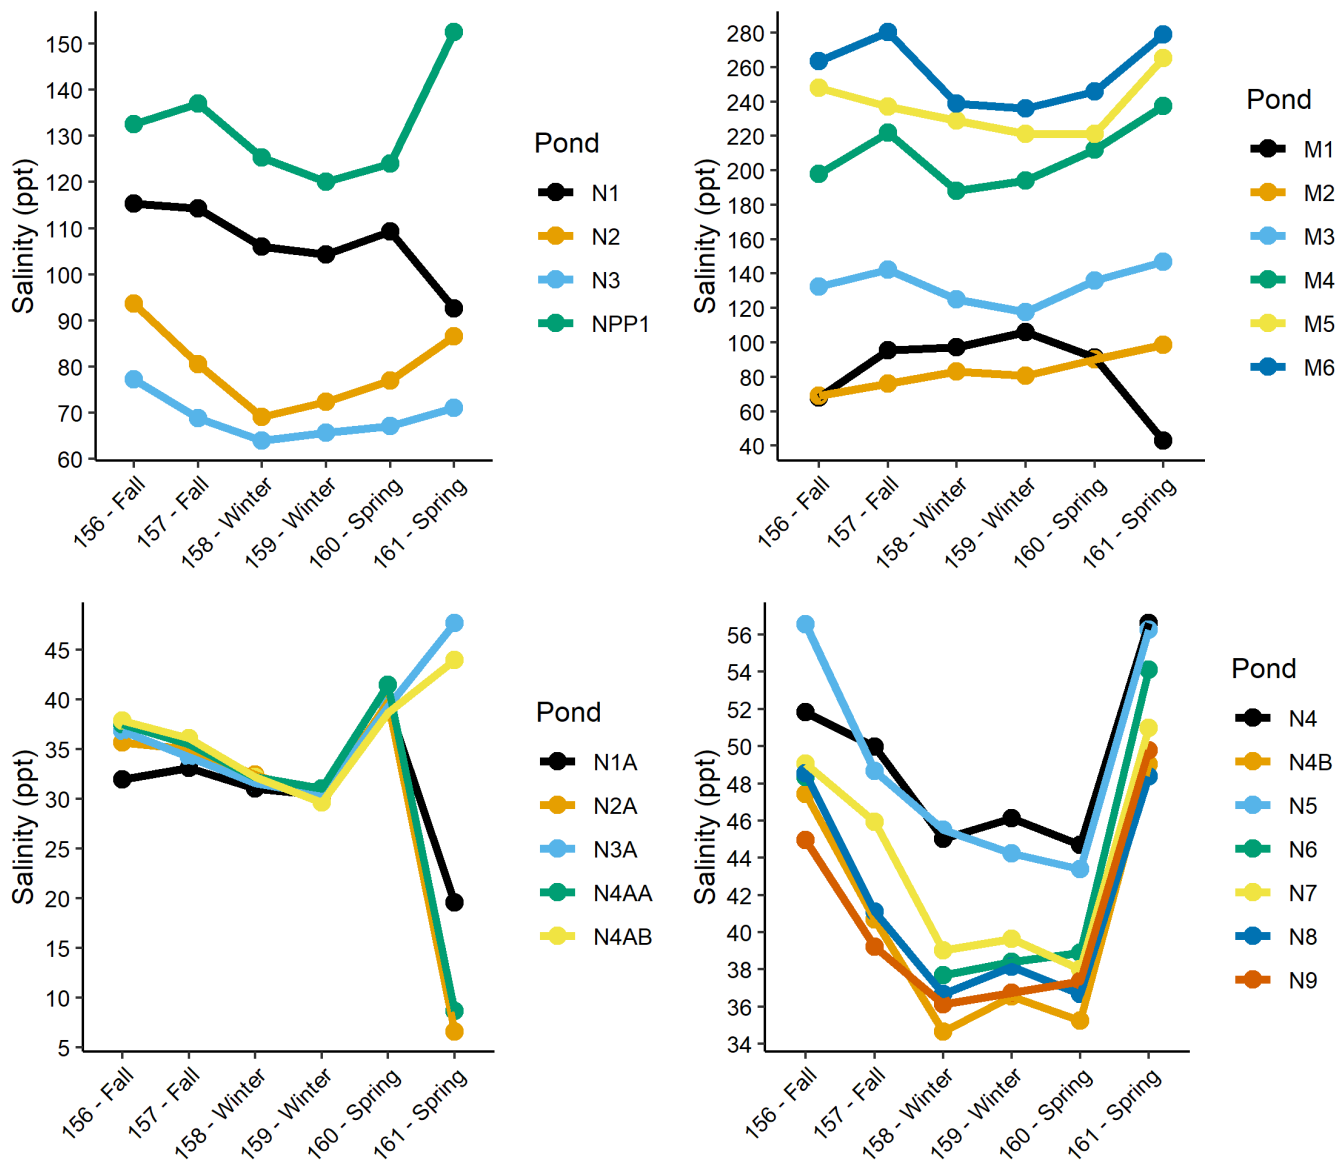 Salinity (ppt)
150
140
130
120
110
100
90
80
70
60
156 - Fall
157 - Fall
158 - Winter
159 - Winter
160 - Spring
161 - Spring
Pond
N1
N2
N3
NPP1
Salinity (ppt)
280
260
240
220
200
180
160
140
120
100
80
60
40
156 - Fall
157 - Fall
158 - Winter
159 - Winter
160 - Spring
161 - Spring
Pond
M1
M2
M3
M4
M5
M6
Salinity (ppt)
45
40
35
30
25
20
15
10
5
156 - Fall
157 - Fall
158 - Winter
159 - Winter
160 - Spring
161 - Spring
Pond
N1A
N2A
N3A
N4AA
N4AB
Salinity (ppt)
56
54
52
50
48
46
44
42
40
38
36
34
156 - Fall
157 - Fall
158 - Winter
159 - Winter
160 - Spring
161 - Spring
Pond
N4
N4B
N5
N6
N7
N8
N9